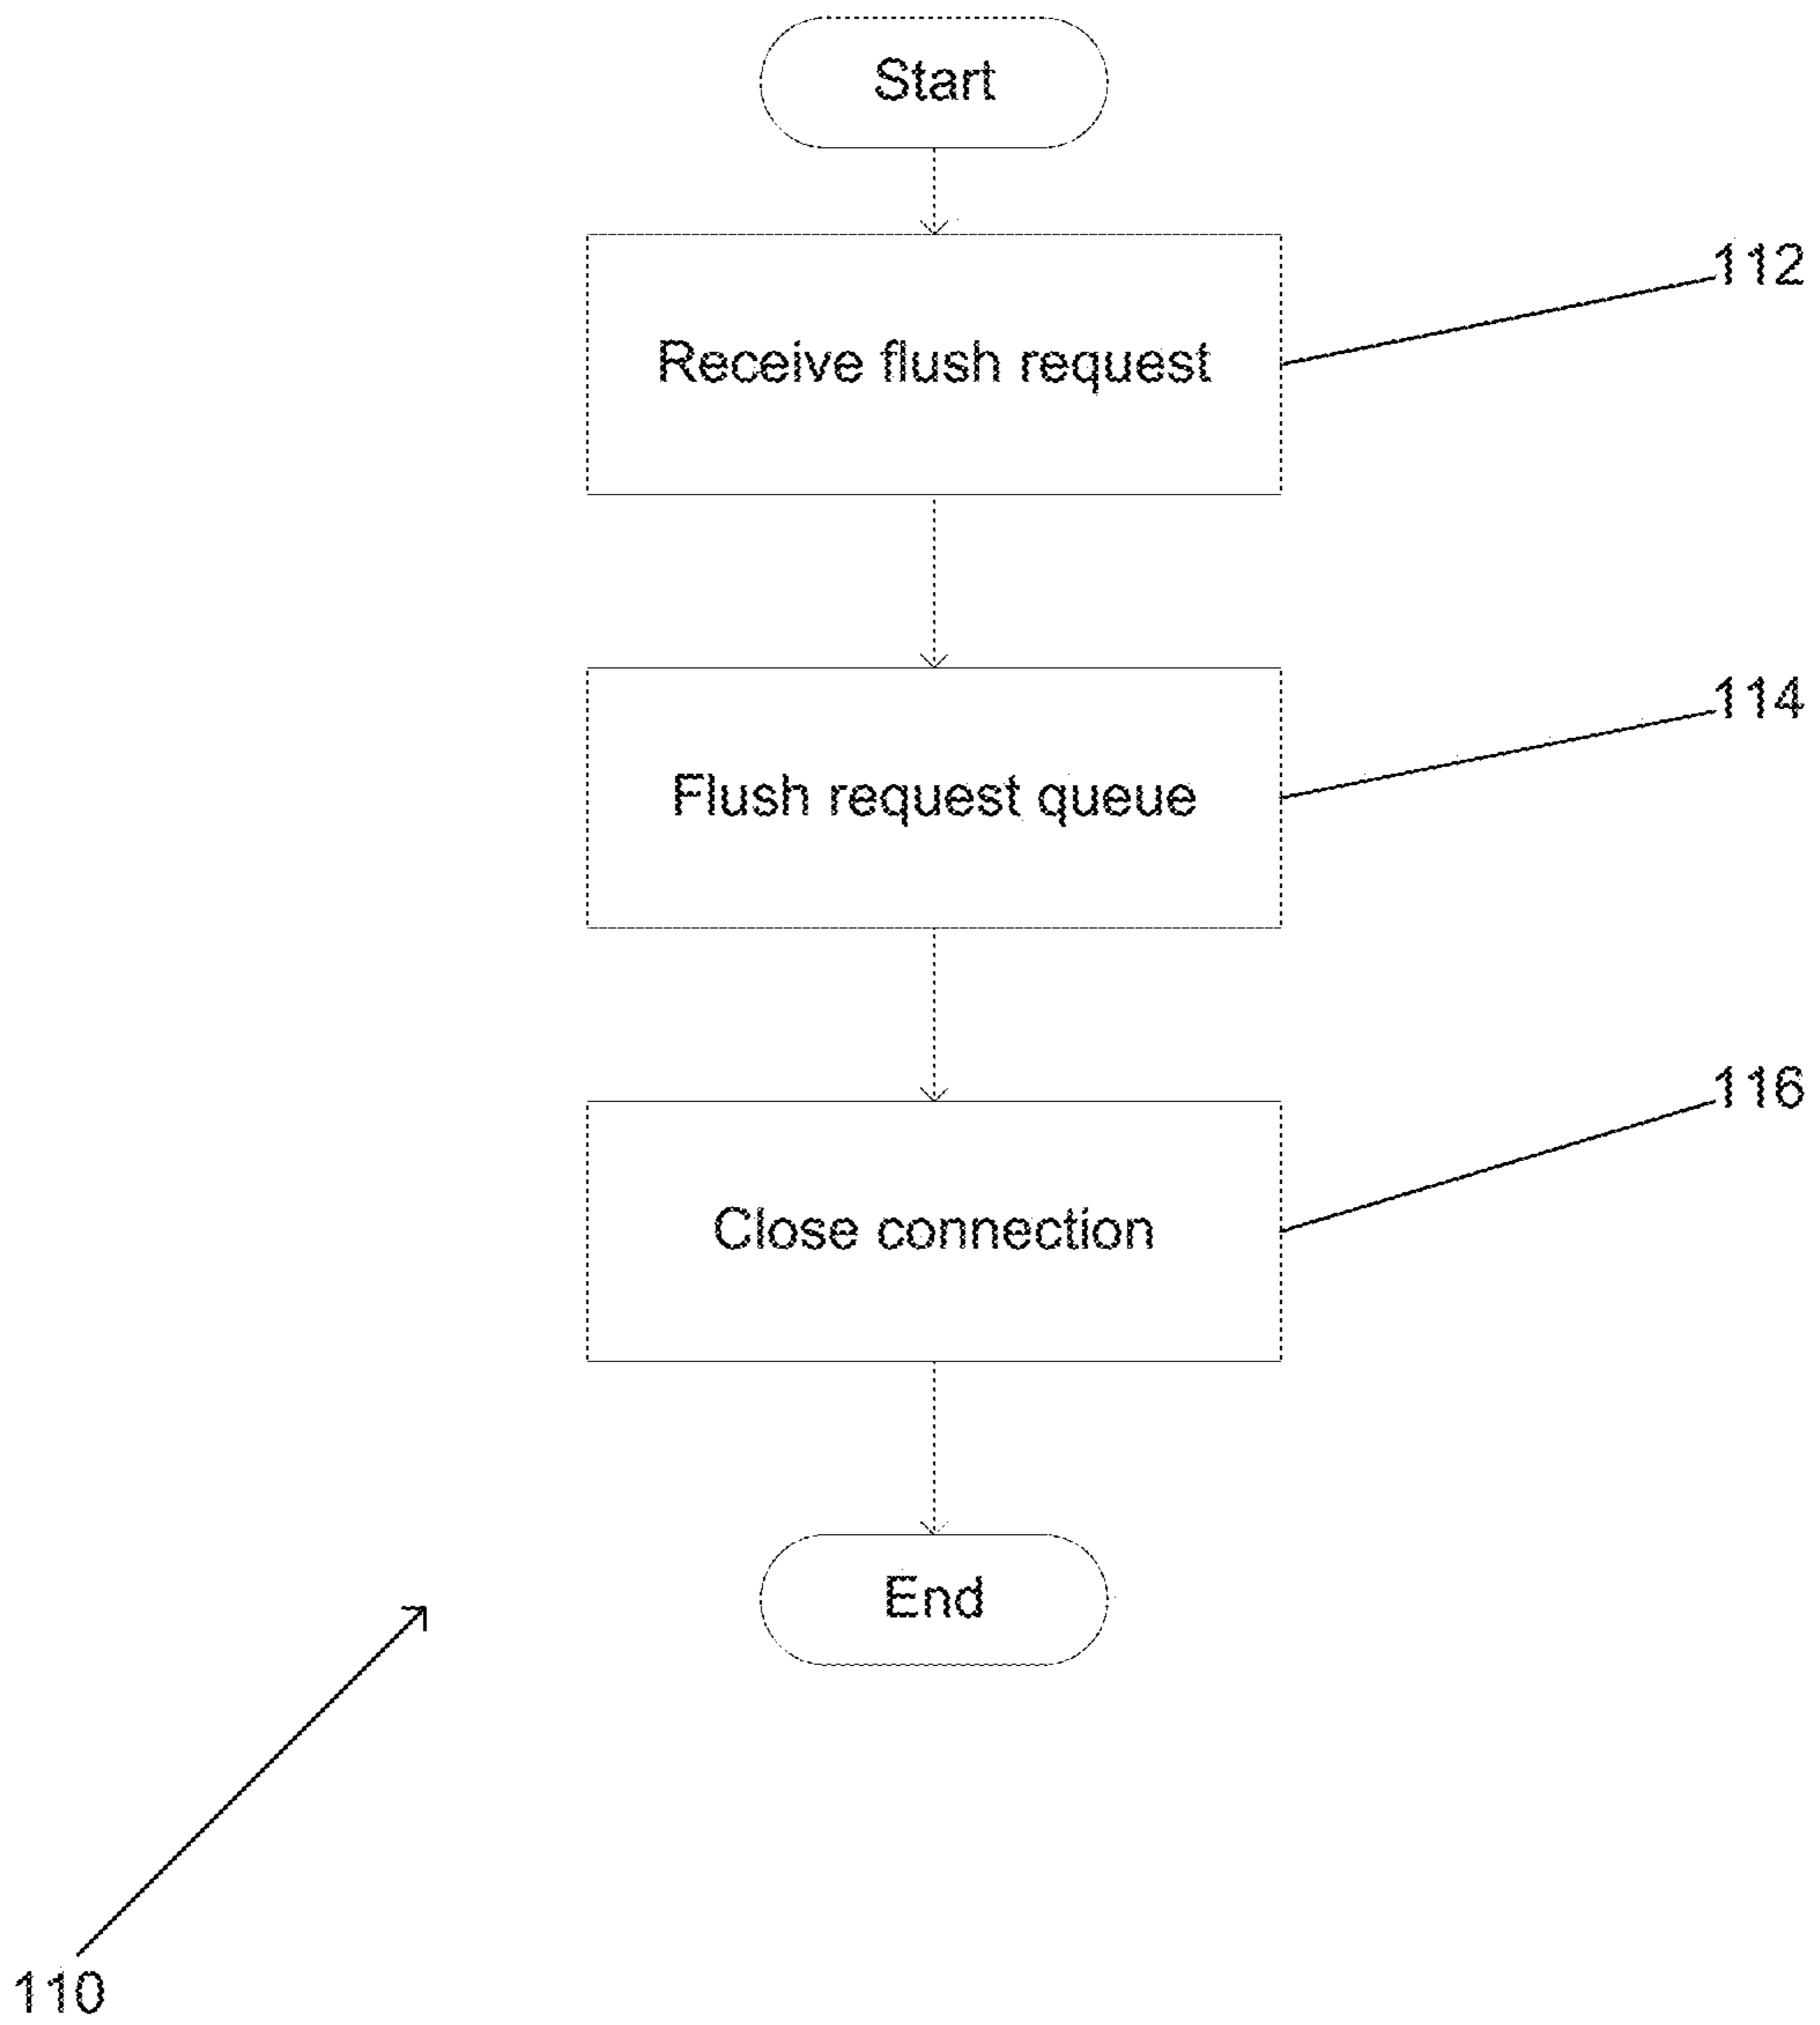 Start
112
Receive flush request
114
Flush request queue
116
Close connection
End
110